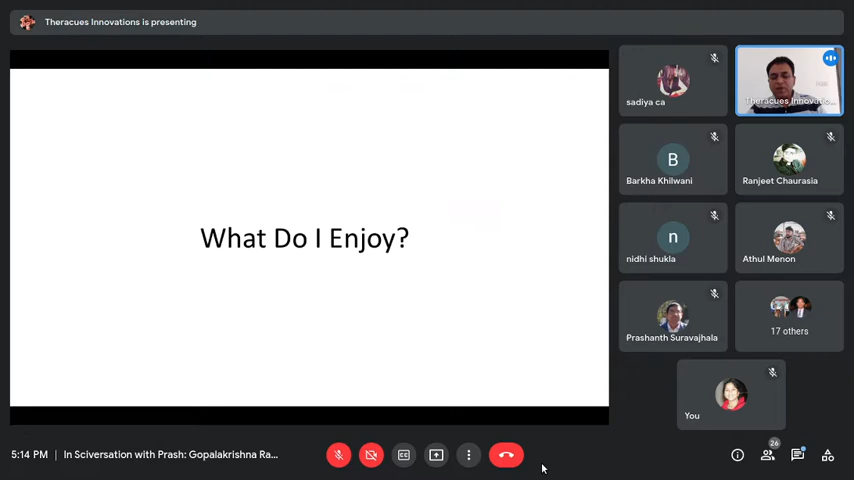 Theracues Innovations is presenting
What Do I Enjoy?
sadiya ca
Theracues Innovatio...
B
Barkha Khilwani
Ranjeet Chaurasia
n
nidhi shukla
Athul Menon
Prashanth Suravajhala
17 others
You
5:14 PM | In Sciversation with Prash: Gopalakrishna Ra...
26